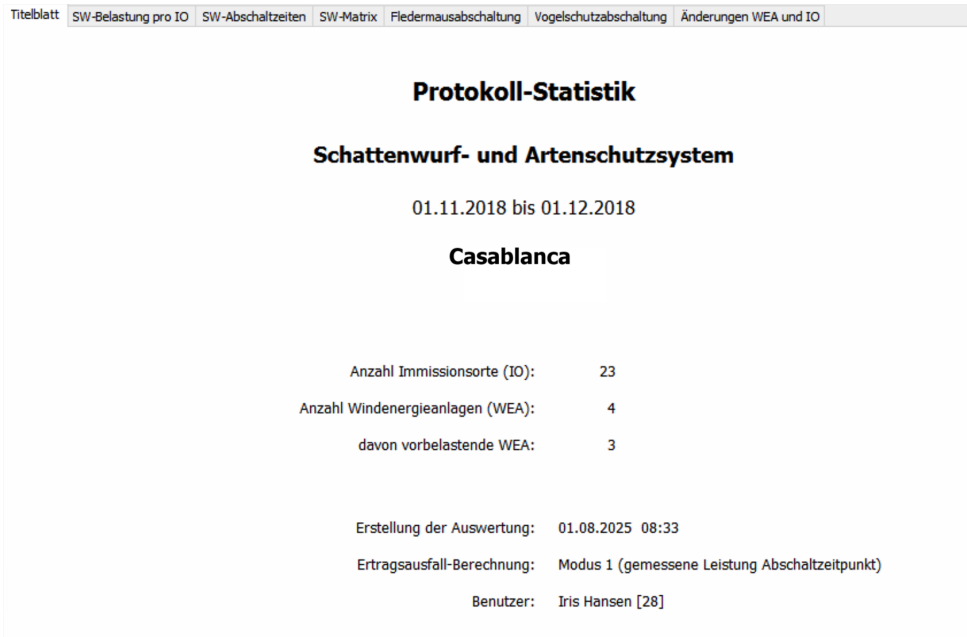 Titelblatt SW-Belastung pro IO SW-Abschaltzeiten SW-Matrix Fledermausabschaltung Vogelschutzabschaltung Änderungen WEA und IO
Protokoll-Statistik
Schattenwurf- und Artenschutzsystem
01.11.2018 bis 01.12.2018
Casablanca
Anzahl Immissionsorte (IO): 23
Anzahl Windenergieanlagen (WEA): 4
davon vorbelastende WEA: 3
Erstellung der Auswertung: 01.08.2025 08:33
Ertragsausfall-Berechnung: Modus 1 (gemessene Leistung Abschaltzeitpunkt)
Benutzer: Iris Hansen [28]